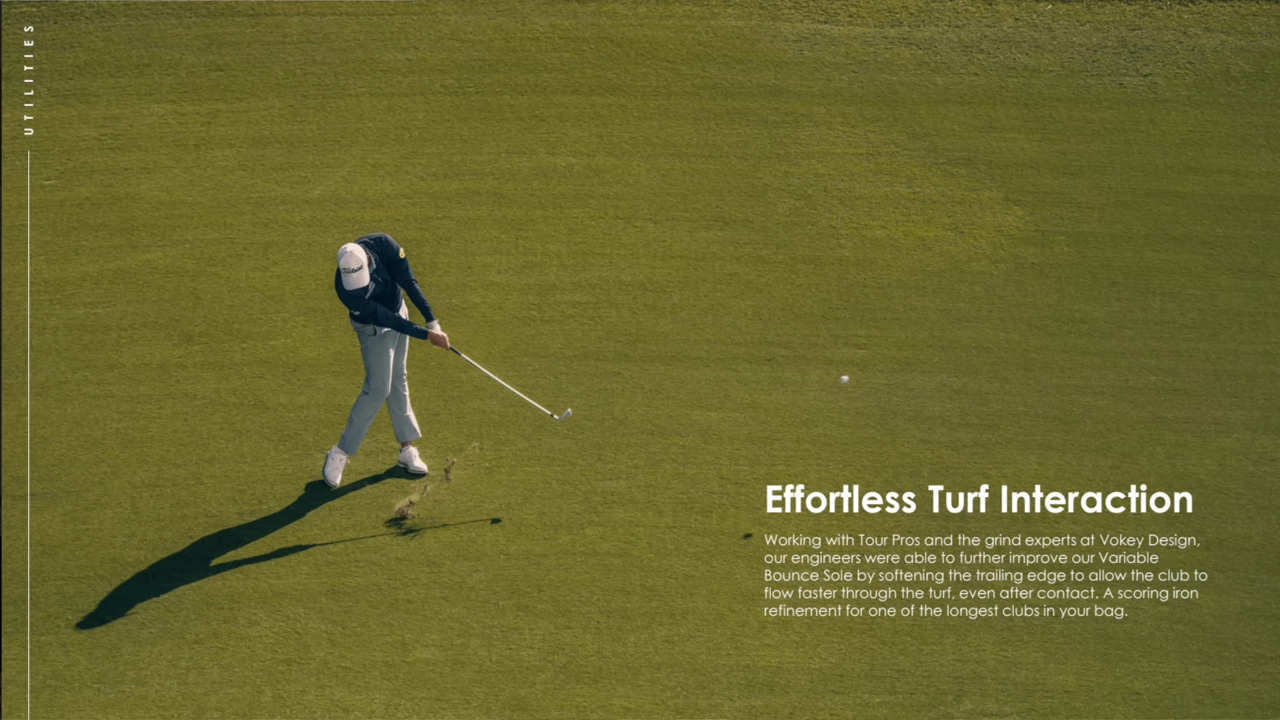 UTILITIES
Effortless Turf Interaction
Working with Tour Pros and the grind experts at Vokey Design,
our engineers were able to further improve our Variable
Bounce Sole by softening the trailing edge to allow the club to
flow faster through the turf, even after contact. A scoring iron
refinement for one of the longest clubs in your bag.
Titleist